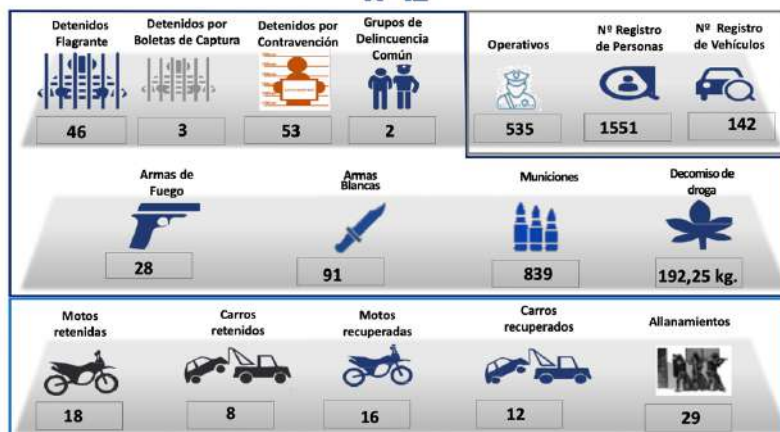 Detenidos
Flagrante
46
Detenidos por
Boletas de Captura
3
Detenidos por
Contravención
53
Grupos de
Delincuencia
Común
2
Operativos
535
Nº Registro
de Personas
1551
Nº Registro
de Vehículos
142
Armas de
Fuego
28
Armas
Blancas
91
Municiones
839
Decomiso de
droga
192,25 kg.
Motos
retenidas
18
Carros
retenidos
8
Motos
recuperadas
16
Carros
recuperados
12
Allanamientos
29